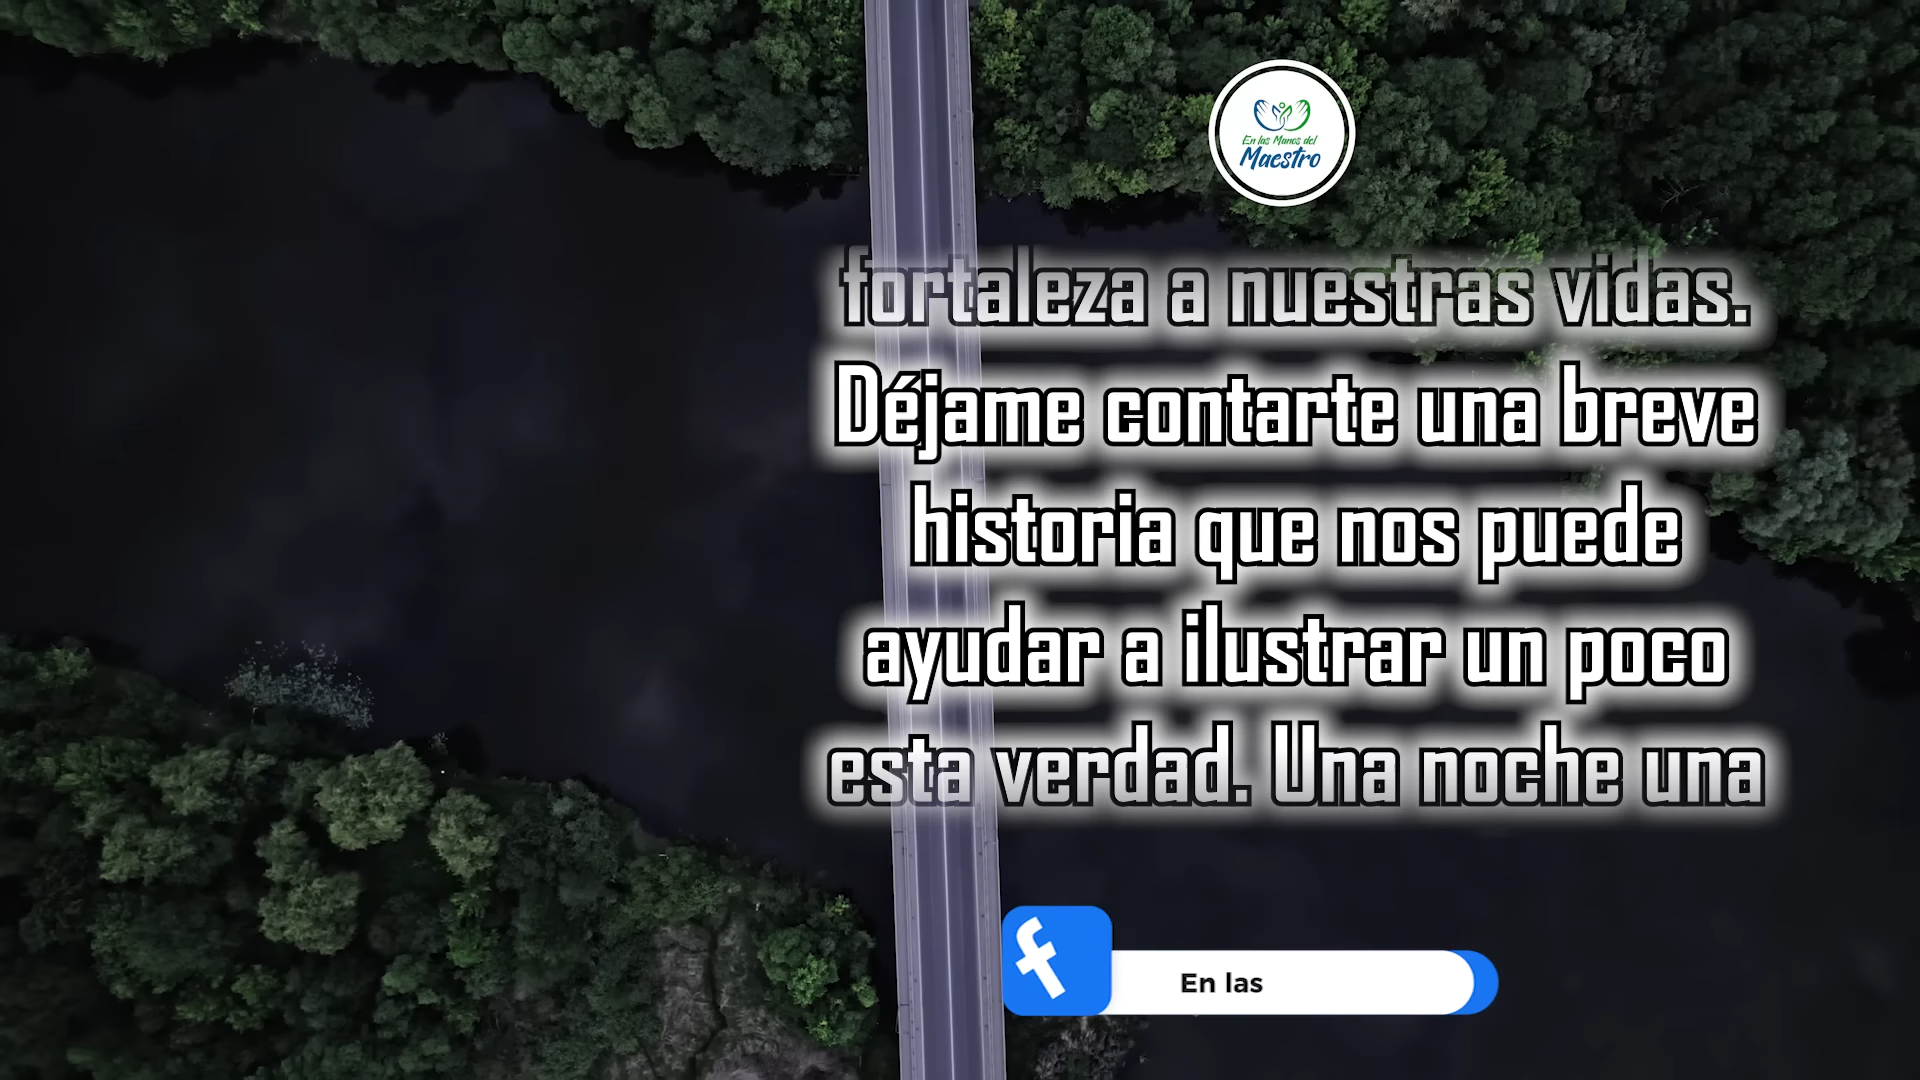 En las Manos del
Maestro
fortaleza a nuestras vidas.
Déjame contarte una breve
historia que nos puede
ayudar a ilustrar un poco
esta verdad. Una noche una
En las